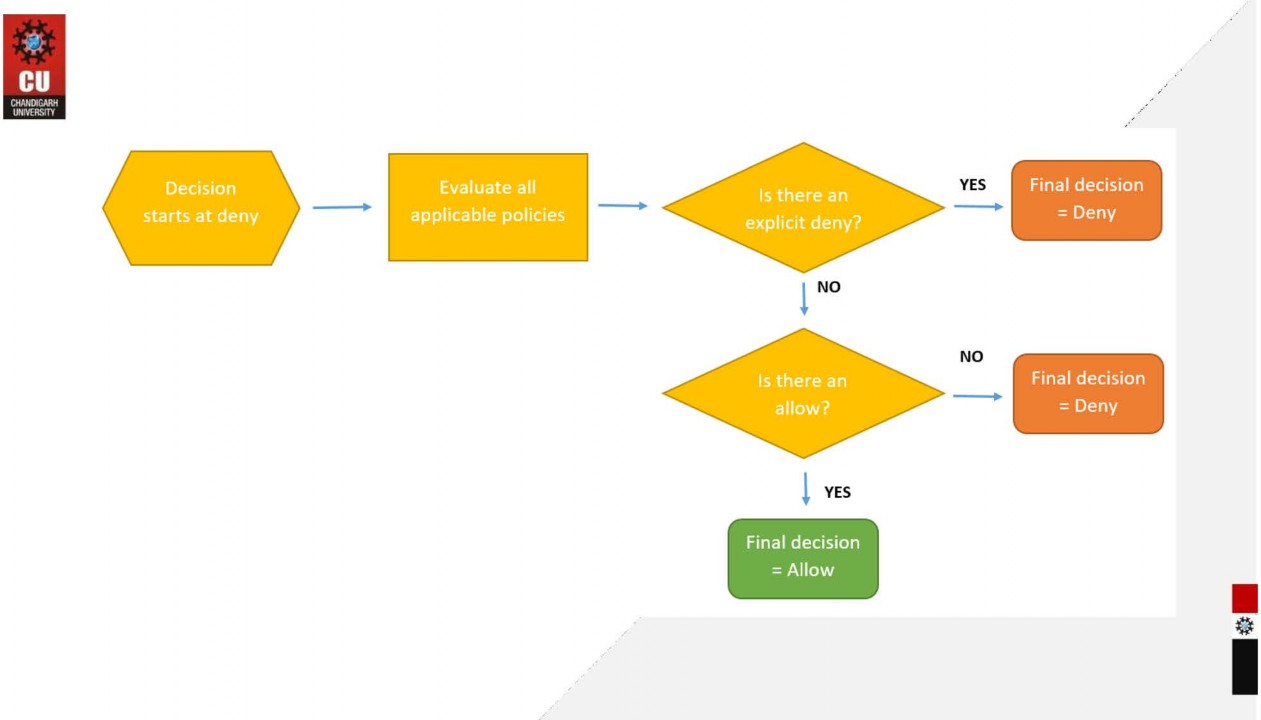 CU
CHANDIGARH
UNIVERSITY
Decision
starts at deny
Evaluate all
applicable policies
Is there an
explicit deny?
YES
Final decision
= Deny
NO
Is there an
allow?
NO
Final decision
= Deny
YES
Final decision
= Allow